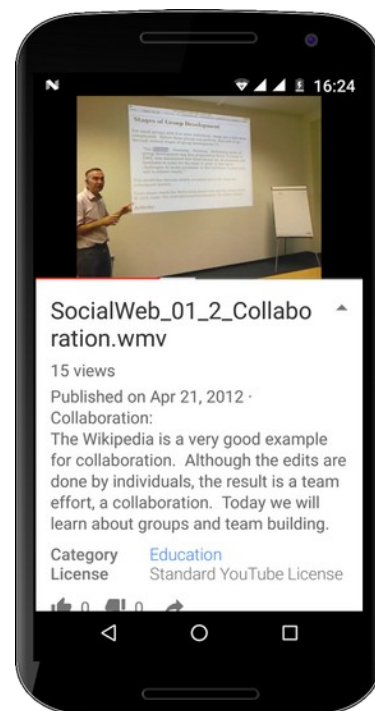 16:24
Stages of Group Development
SocialWeb_01_2_Collabo
ration.wmv
15 views
Published on Apr 21, 2012 ·
Collaboration:
The Wikipedia is a very good example
for collaboration.  Although the edits are
done by individuals, the result is a team
effort, a collaboration.  Today we will
learn about groups and team building.
Category Education
License Standard YouTube License
0 0